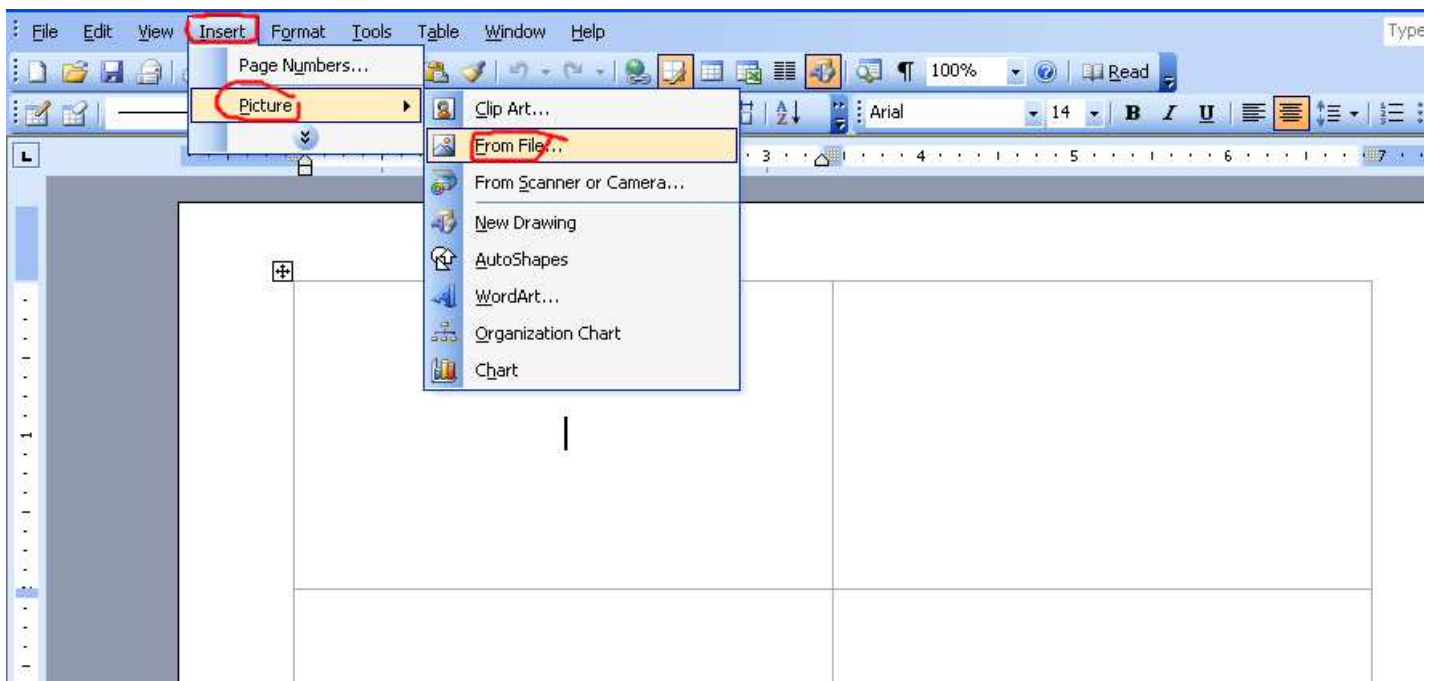 File Edit View Insert Format Tools Table Window Help Type
100% Read
Arial 14 B I U
Page Numbers...
Picture
Clip Art...
From File...
From Scanner or Camera...
New Drawing
AutoShapes
WordArt...
Organization Chart
Chart
3 4 5 6 7
1